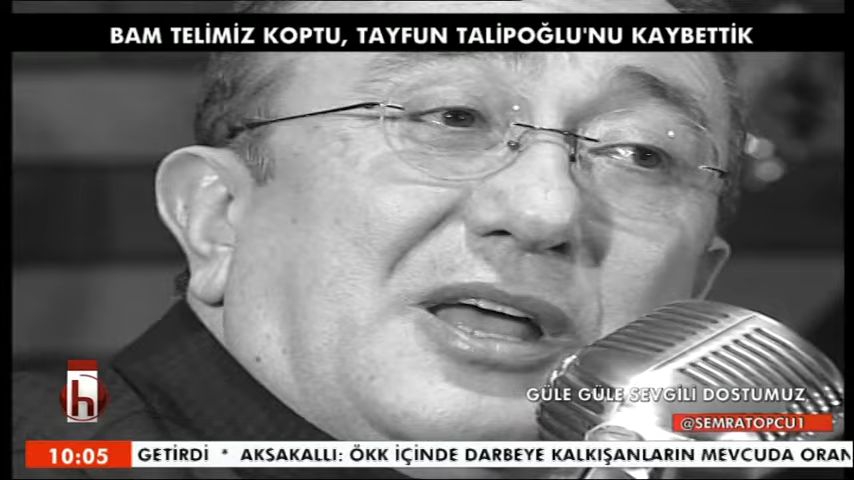 BAM TELİMİZ KOPTU, TAYFUN TALİPOĞLU'NU KAYBETTİK
h
GÜLE GÜLE SEVGİLİ DOSTUMUZ
@SEMRATOPCU1
10:05
GETİRDİ * AKSAKALLI: ÖKK İÇİNDE DARBEYE KALKIŞANLARIN MEVCUDA ORAN